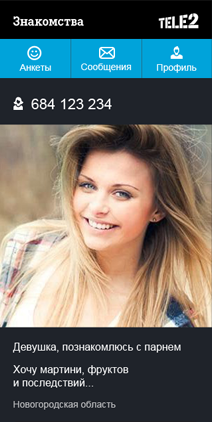 Знакомства TELE2
Анкеты Сообщения Профиль
684 123 234
Девушка, познакомлюсь с парнем
Хочу мартини, фруктов
и последствий...
Новогородская область